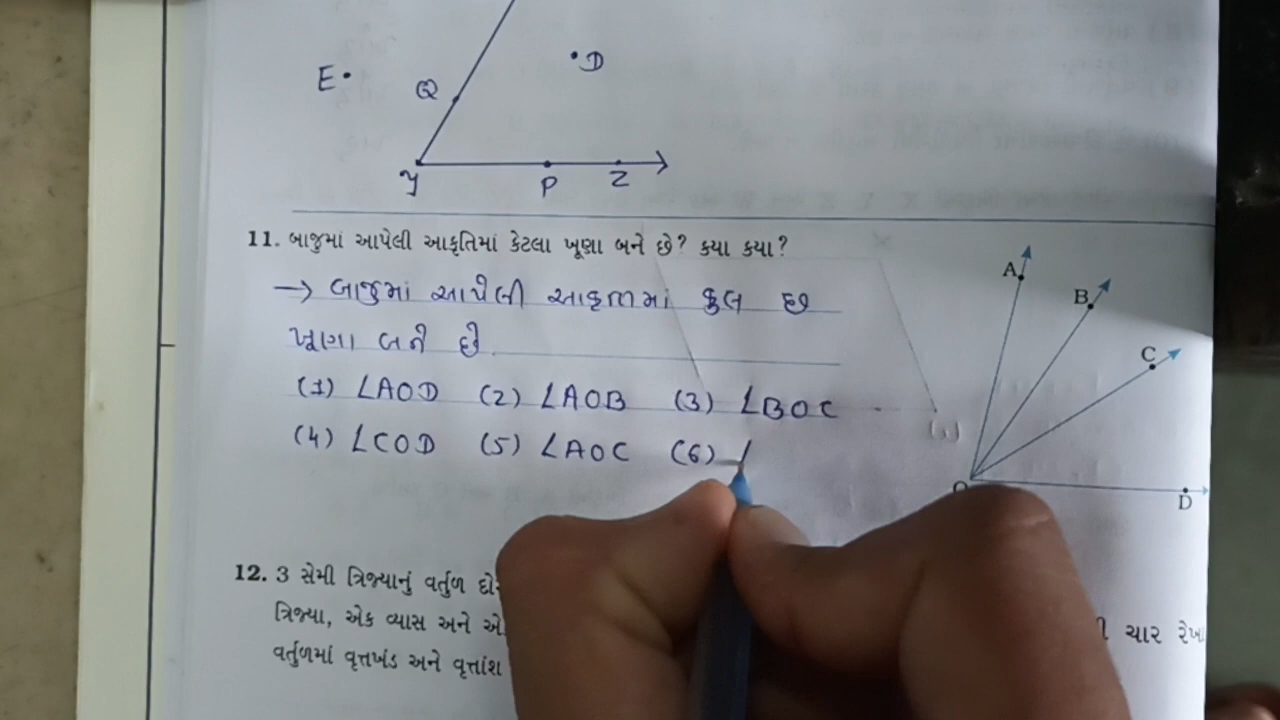 E
Q
D
Y
P
Z
11. બાજુમાં આપેલી આકૃતિમાં કેટલા ખૂણા બને છે? કયા કયા?
→ બાજુમાં આપેલી આકૃતિમાં કુલ છ
ખૂણા બને છે.
(1) ∠AOD (2) ∠AOB (3) ∠BOC
(4) ∠COD (5) ∠AOC (6) ∠
A
B
C
O
D
12. 3 સેમી ત્રિજ્યાનું વર્તુળ
ત્રિજ્યા, એક વ્યાસ અને
ચાર
વર્તુળમાં વૃત્તખંડ અને વૃત્તાંશ